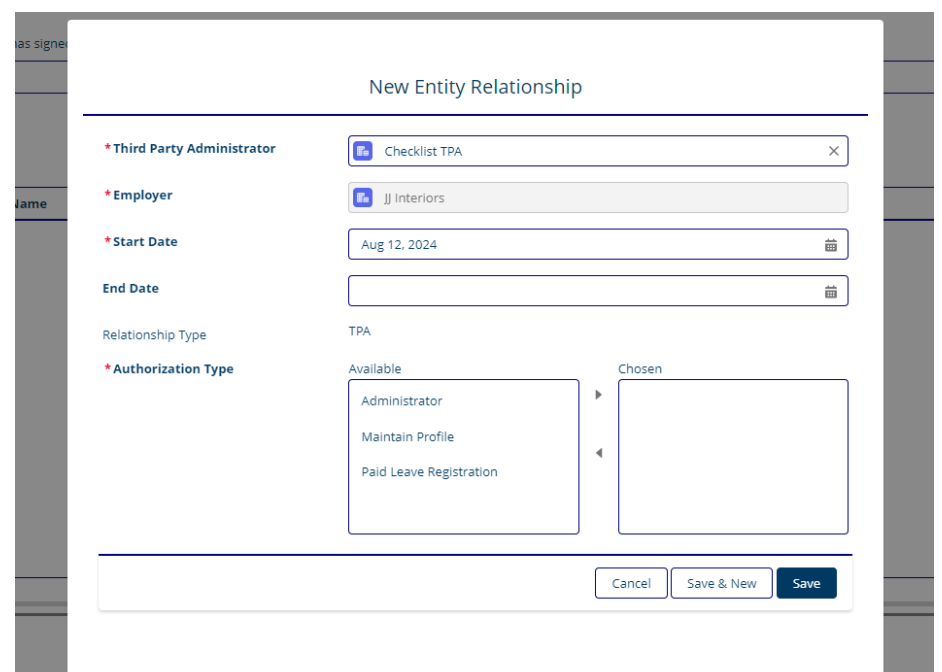 has signed
New Entity Relationship
*Third Party Administrator
Checklist TPA
*Employer
JJ Interiors
Name
*Start Date
Aug 12, 2024
End Date
Relationship Type
TPA
*Authorization Type
Available
Chosen
Administrator
Maintain Profile
Paid Leave Registration
Cancel
Save & New
Save